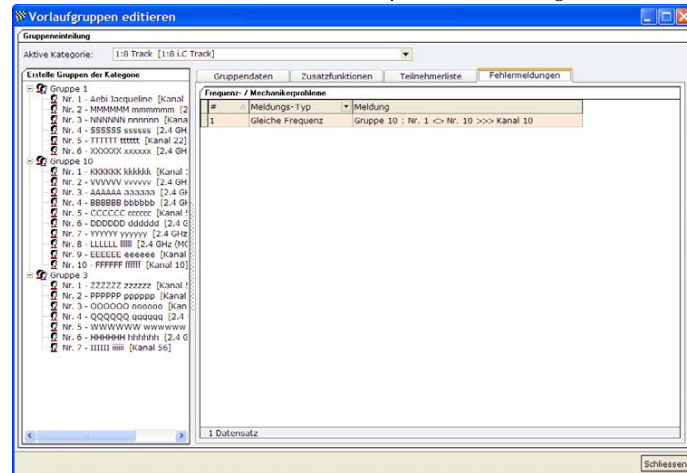 Vorlaufgruppen editieren
Gruppeneinteilung
Aktive Kategorie: 1:8 Track [1:8 I.C Track]
Erstelle Gruppen der Kategorie
Gruppe 1
Nr. 1 - Aebi Jacqueline [Kanal
Nr. 2 - MMMMMM mmmmmm [2
Nr. 3 - NNNNNN nnnnnn [Kana
Nr. 4 - SSSSSS ssssss [2.4 GH
Nr. 5 - TTTTTT tttttt [Kanal 22]
Nr. 6 - XXXXXX xxxxxx [2.4 GH
Gruppe 10
Nr. 1 - KKKKKK kkkkkk [Kanal
Nr. 2 - VVVVVV vvvvvv [2.4 GH
Nr. 3 - AAAAAA aaaaaa [2.4 GH
Nr. 4 - BBBBBB bbbbbb [2.4 GH
Nr. 5 - CCCCCC cccccc [Kanal
Nr. 6 - DDDDDD dddddd [2.4 G
Nr. 7 - YYYYYY yyyyyy [2.4 GHz
Nr. 8 - LLLLLL llllll [2.4 GHz (MC
Nr. 9 - EEEEEE eeeeee [Kanal
Nr. 10 - FFFFFF ffffff [Kanal 10]
Gruppe 3
Nr. 1 - ZZZZZZ zzzzzz [Kanal
Nr. 2 - PPPPPP pppppp [Kanal
Nr. 3 - OOOOOO oooooo [Kan
Nr. 4 - QQQQQQ qqqqqq [2.4
Nr. 5 - WWWWWW wwwwww
Nr. 6 - HHHHHH hhhhhh [2.4 G
Nr. 7 - IIIIII iiiiii [Kanal 56]
Gruppendaten Zusatzfunktionen Teilnehmerliste Fehlermeldungen
Frequenz- / Mechanikerprobleme
# Meldungs-Typ Meldung
1 Gleiche Frequenz Gruppe 10 : Nr. 1 <> Nr. 10 >>> Kanal 10
1 Datensatz
Schliessen